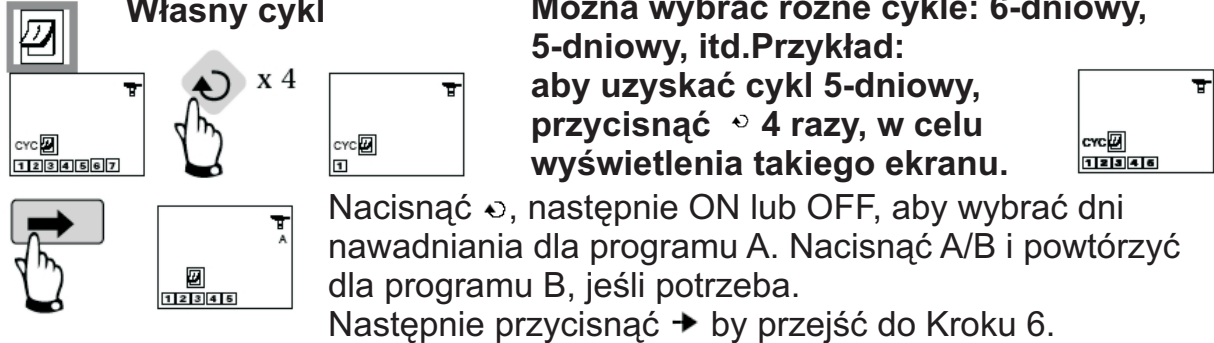 Własny cykl
Można wybrać różne cykle: 6-dniowy,
5-dniowy, itd.Przykład:
aby uzyskać cykl 5-dniowy,
przycisnąć 4 razy, w celu
wyświetlenia takiego ekranu.
x 4
CYC
1 2 3 4 5 6 7
CYC
1
CYC
1 2 3 4 5
A
1 2 3 4 5
Nacisnąć , następnie ON lub OFF, aby wybrać dni
nawadniania dla programu A. Nacisnąć A/B i powtórzyć
dla programu B, jeśli potrzeba.
Następnie przycisnąć → by przejść do Kroku 6.